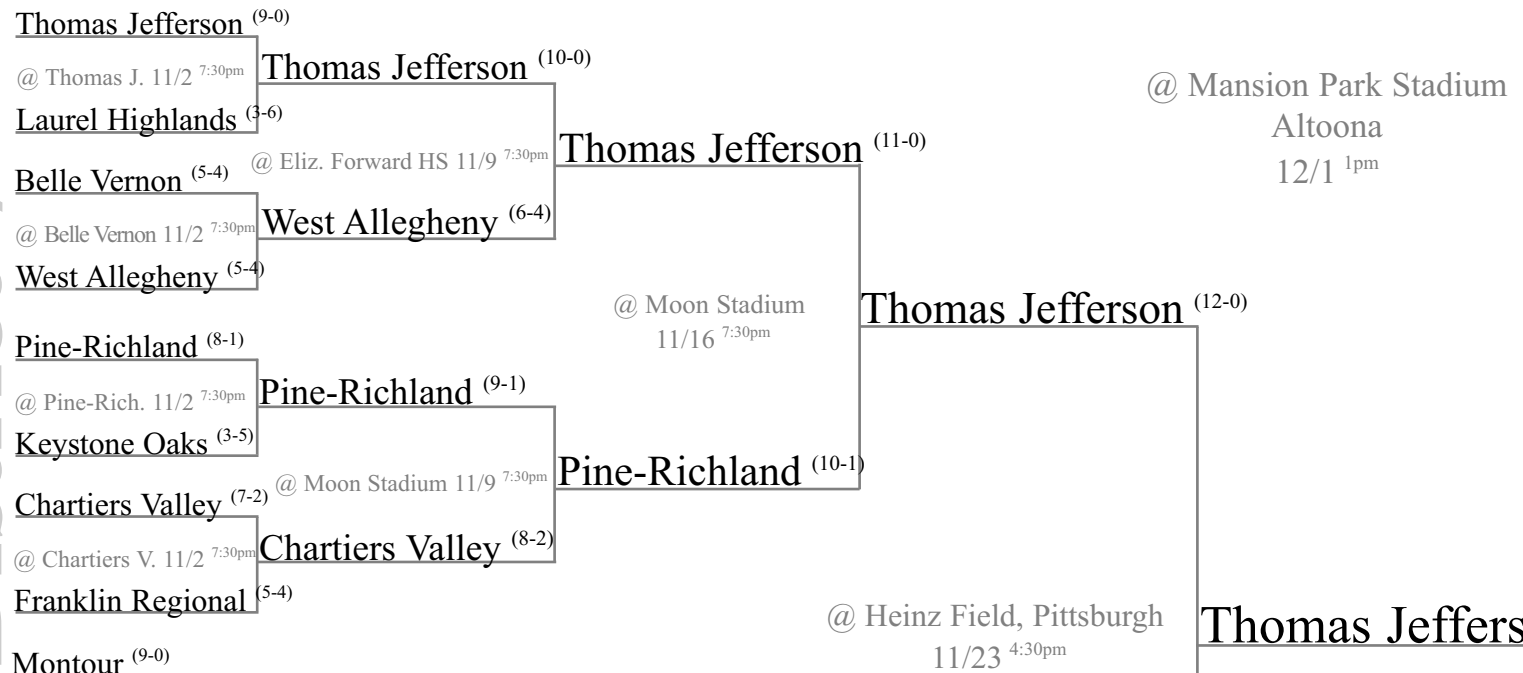 Thomas Jefferson (9-0)
@ Thomas J. 11/2 7:30pm
Laurel Highlands (3-6)
Belle Vernon (5-4)
@ Belle Vernon 11/2 7:30pm
West Allegheny (5-4)
Pine-Richland (8-1)
@ Pine-Rich. 11/2 7:30pm
Keystone Oaks (3-5)
Chartiers Valley (7-2)
@ Chartiers V. 11/2 7:30pm
Franklin Regional (5-4)
Montour (9-0)
Thomas Jefferson (10-0)
@ Eliz. Forward HS 11/9 7:30pm
West Allegheny (6-4)
Pine-Richland (9-1)
@ Moon Stadium 11/9 7:30pm
Chartiers Valley (8-2)
Thomas Jefferson (11-0)
@ Moon Stadium
11/16 7:30pm
Pine-Richland (10-1)
Thomas Jefferson (12-0)
@ Heinz Field, Pittsburgh
11/23 4:30pm
@ Mansion Park Stadium
Altoona
12/1 1pm
Thomas Jeffers